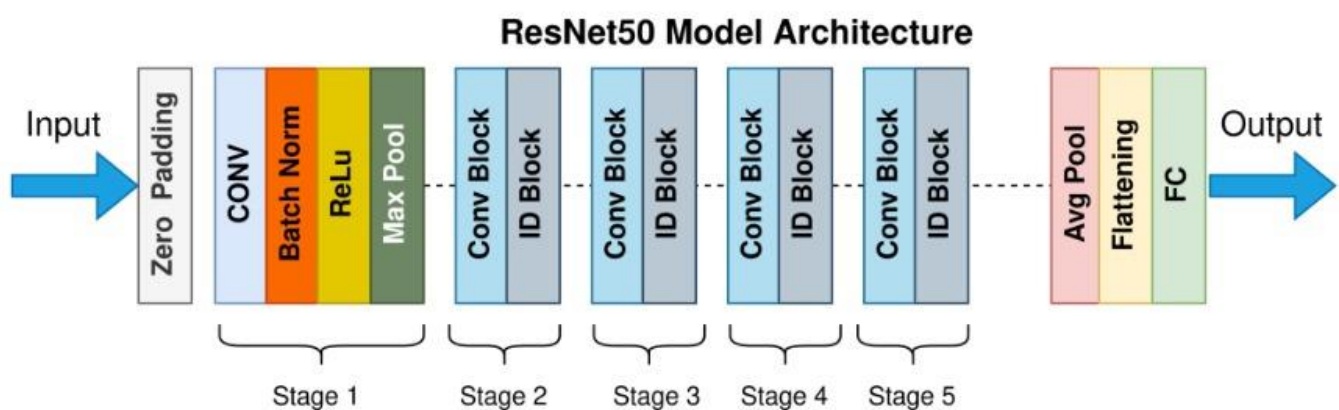 ResNet50 Model Architecture
Input
Zero Padding
CONV
Batch Norm
ReLu
Max Pool
Conv Block
ID Block
Conv Block
ID Block
Conv Block
ID Block
Conv Block
ID Block
Avg Pool
Flattening
FC
Output
Stage 1
Stage 2
Stage 3
Stage 4
Stage 5